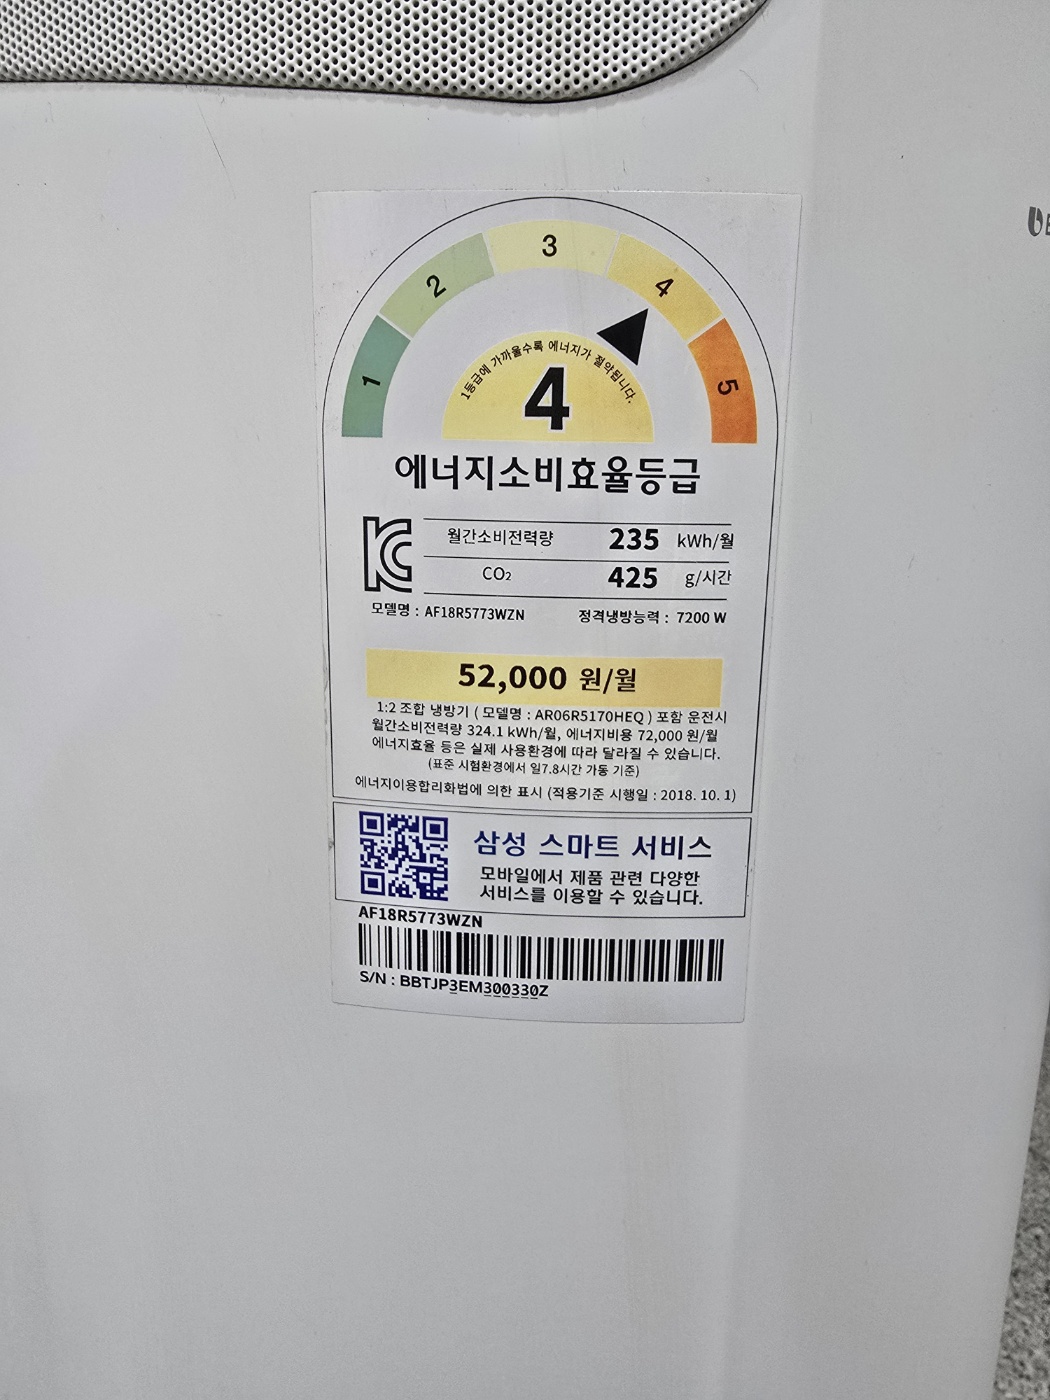 1
2
3
4
5
1등급에 가까울수록 에너지가 절약됩니다.
4
에너지소비효율등급
월간소비전력량 235 kWh/월
CO₂ 425 g/시간
모델명 : AF18R5773WZN 정격냉방능력 : 7200 W
52,000 원/월
1:2 조합 냉방기 ( 모델명 : AR06R5170HEQ ) 포함 운전시
월간소비전력량 324.1 kWh/월, 에너지비용 72,000 원/월
에너지효율 등은 실제 사용환경에 따라 달라질 수 있습니다.
(표준 시험환경에서 일7.8시간 가동 기준)
에너지이용합리화법에 의한 표시 (적용기준 시행일 : 2018. 10. 1)
삼성 스마트 서비스
모바일에서 제품 관련 다양한
서비스를 이용할 수 있습니다.
AF18R5773WZN
S/N : BBTJP3EM300330Z